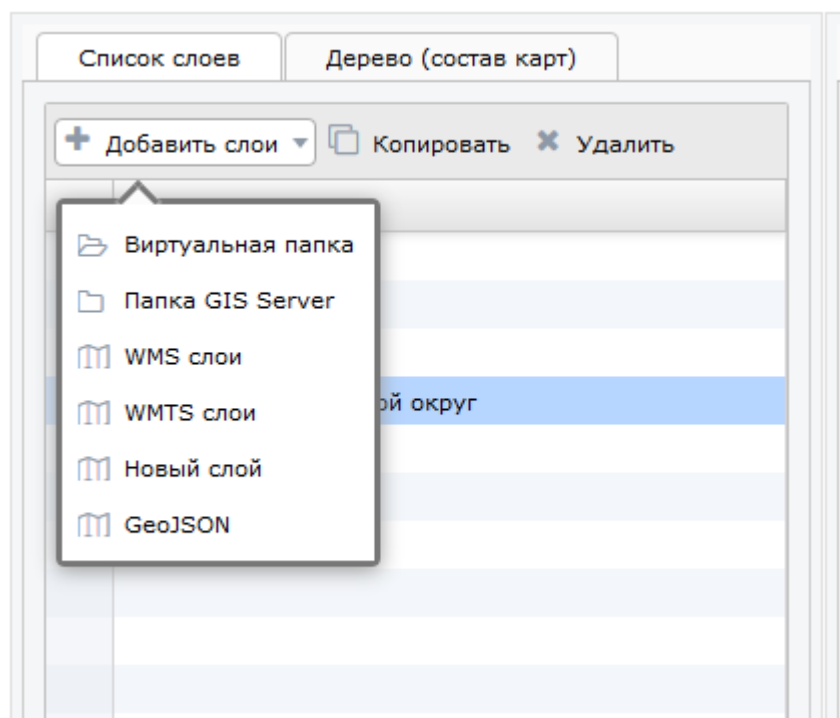 Список слоев
Дерево (состав карт)
Добавить слои
Копировать
Удалить
Виртуальная папка
Папка GIS Server
WMS слои
округ
WMTS слои
Новый слой
GeoJSON